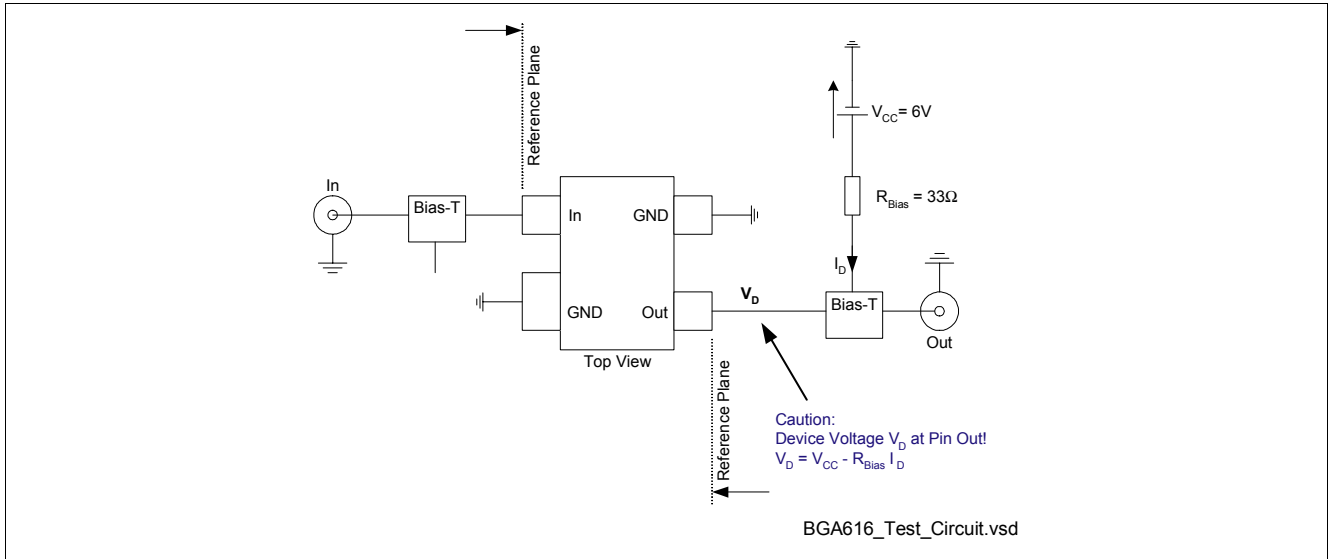 Reference Plane
V_CC = 6V
R_Bias = 33Ω
In
Bias-T
In
GND
I_D
GND
Out
V_D
Bias-T
Out
Top View
Reference Plane
Caution:
Device Voltage V_D at Pin Out!
V_D = V_CC - R_Bias I_D
BGA616_Test_Circuit.vsd